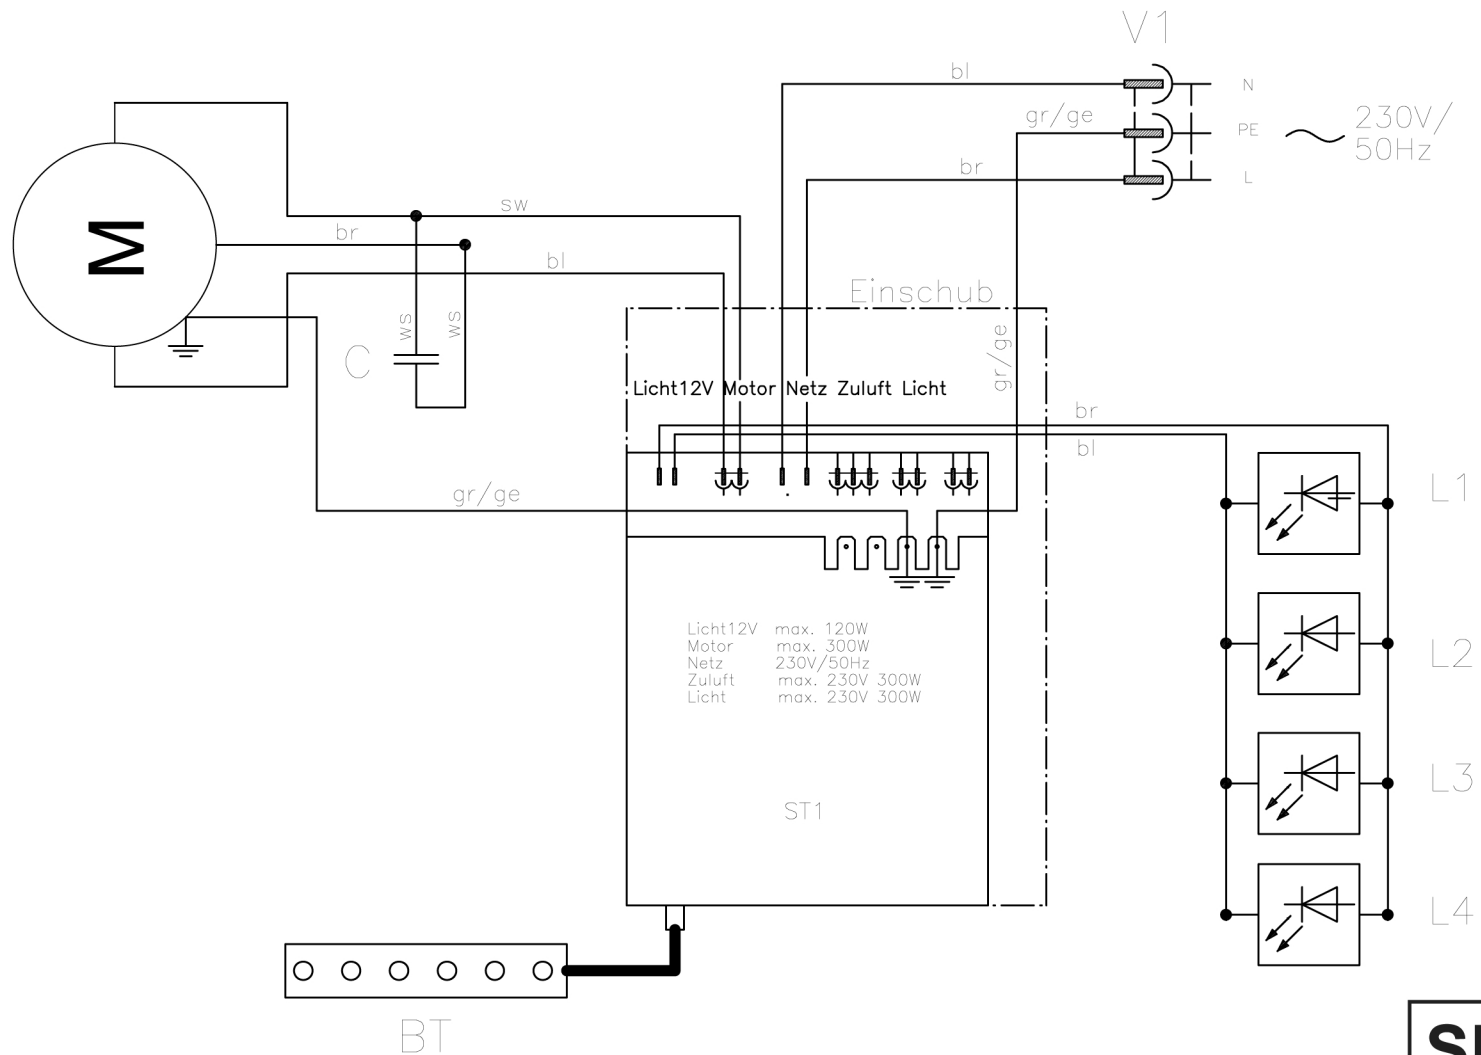 V1
bl
N
gr/ge
PE
230V/
50Hz
br
L
M
sw
br
bl
Einschub
ws
ws
C
gr/ge
Licht12V Motor Netz Zuluft Licht
br
bl
L1
gr/ge
Licht12V max. 120W
Motor max. 300W
Netz 230V/50Hz
Zuluft max. 230V 300W
Licht max. 230V 300W
L2
L3
ST1
L4
BT